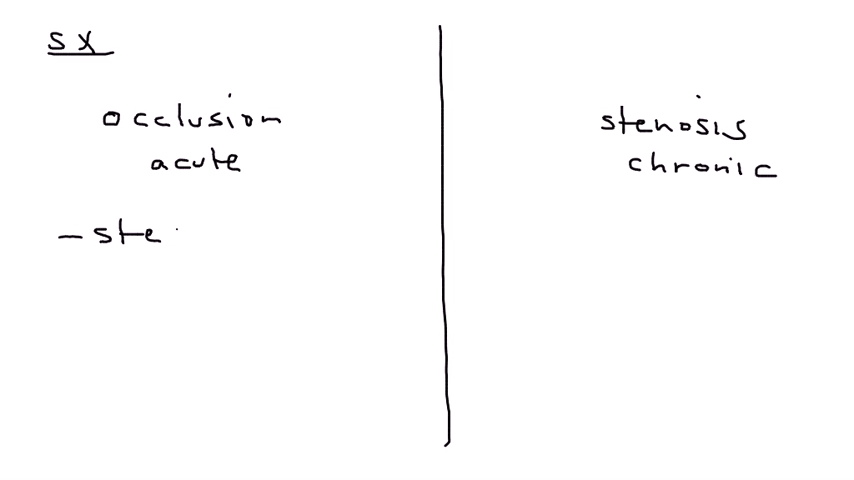 sx
occlusion
acute
stenosis
chronic
- ste